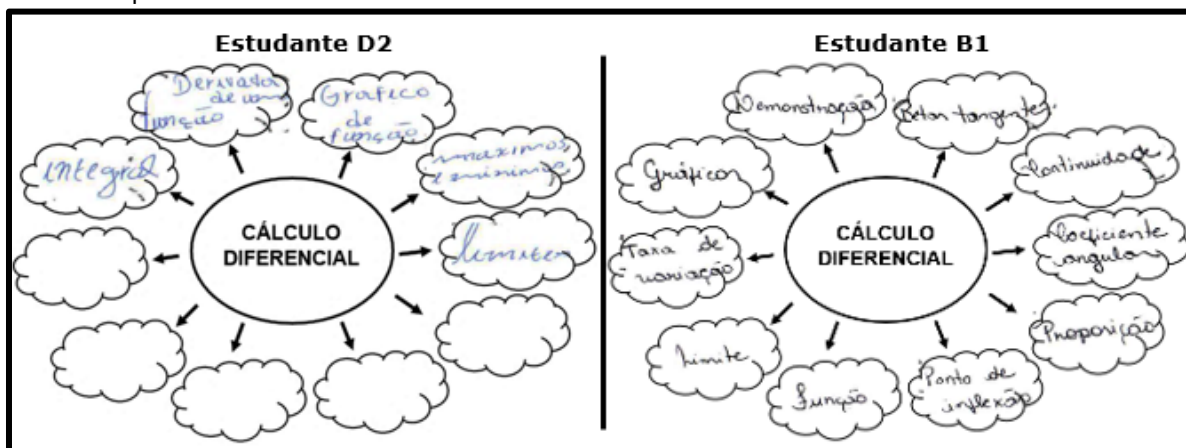 Estudante D2
Derivada
de uma
função
Grafico
de
função
maximos
e minimos
integral
limites
CÁLCULO
DIFERENCIAL
Estudante B1
Demonstração
Retas tangentes
Continuidade
Gráficos
Coeficiente
angular
Taxa de
variação
Proposição
Limite
Função
Ponto de
inflexão
CÁLCULO
DIFERENCIAL